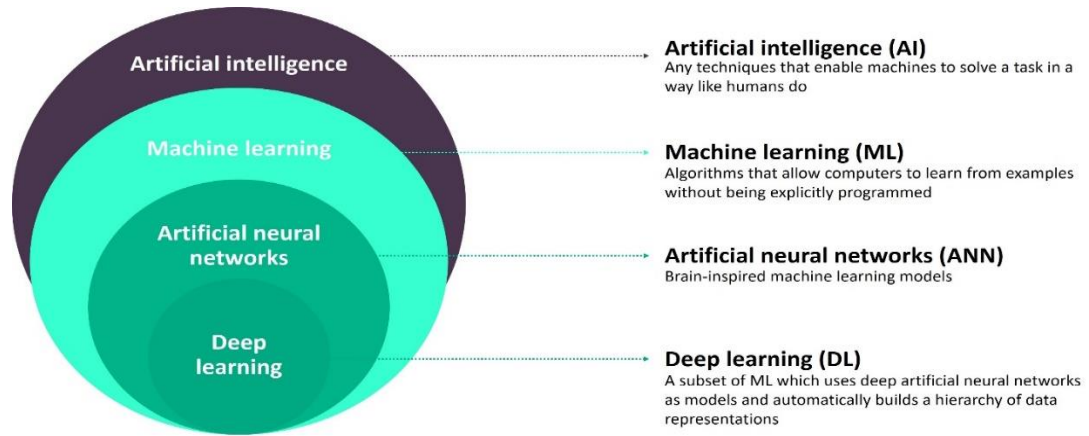 Artificial intelligence
Machine learning
Artificial neural
networks
Deep
learning
Artificial intelligence (AI)
Any techniques that enable machines to solve a task in a
way like humans do
Machine learning (ML)
Algorithms that allow computers to learn from examples
without being explicitly programmed
Artificial neural networks (ANN)
Brain-inspired machine learning models
Deep learning (DL)
A subset of ML which uses deep artificial neural networks
as models and automatically builds a hierarchy of data
representations